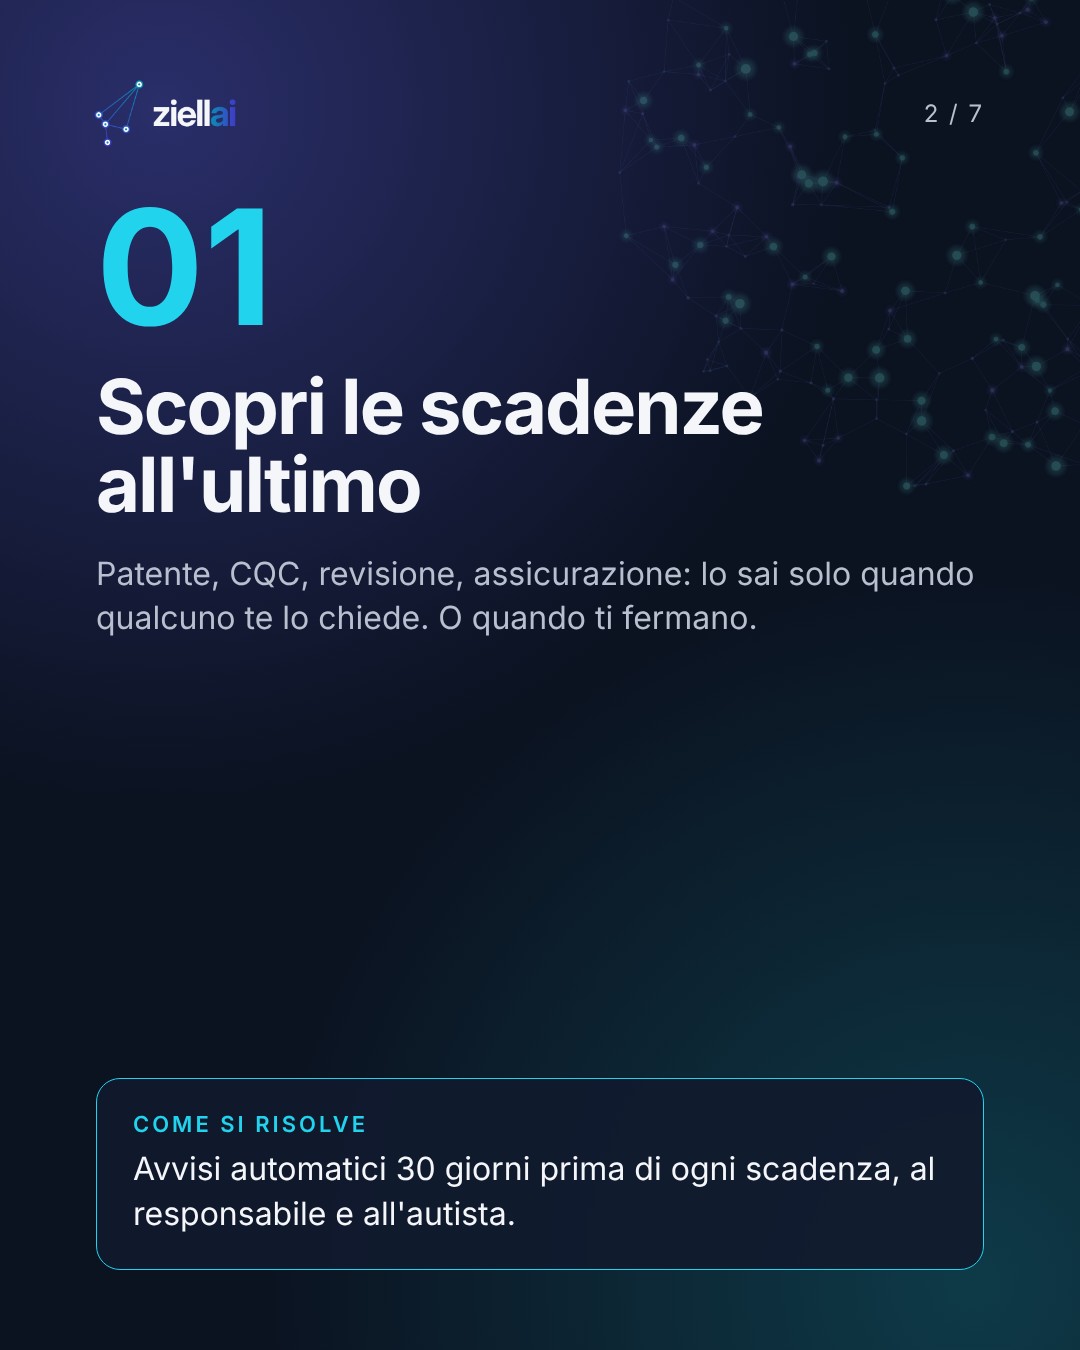 ziellai
2 / 7
01
Scopri le scadenze
all'ultimo
Patente, CQC, revisione, assicurazione: lo sai solo quando
qualcuno te lo chiede. O quando ti fermano.
COME SI RISOLVE
Avvisi automatici 30 giorni prima di ogni scadenza, al
responsabile e all'autista.